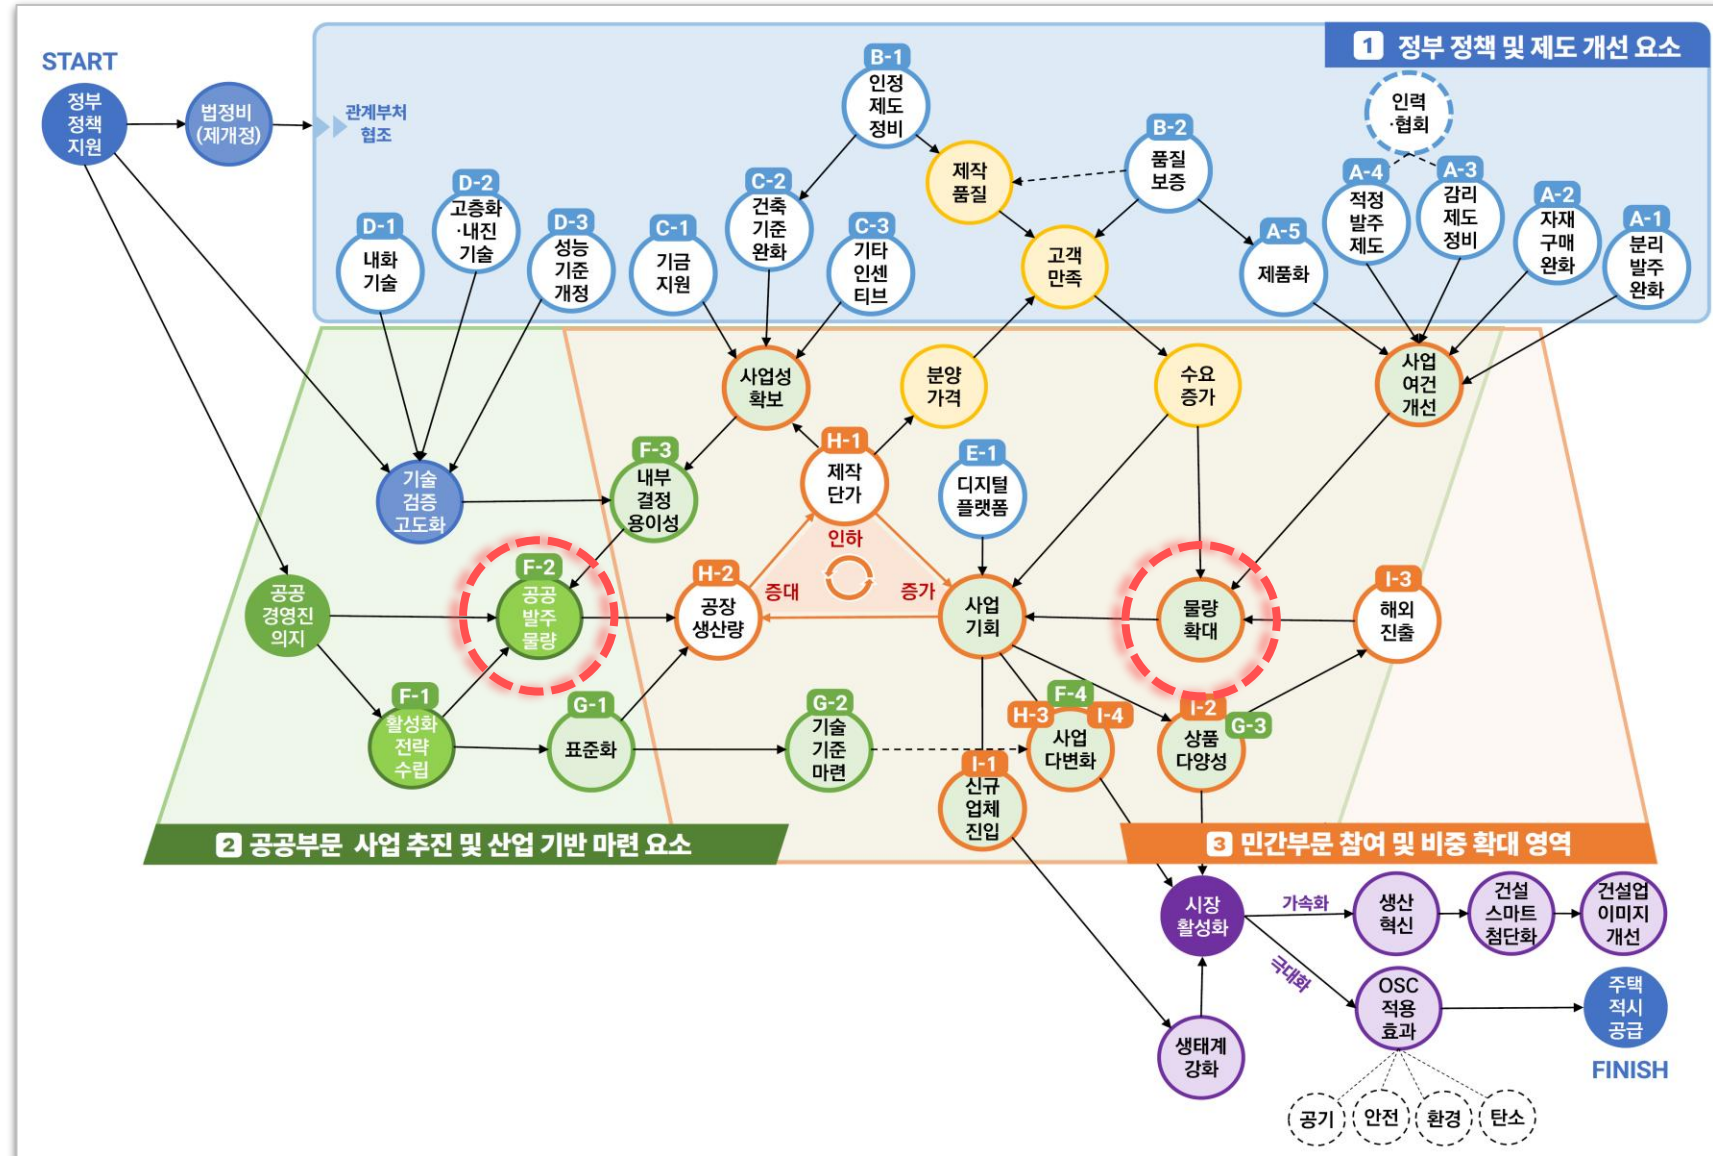 START
1 정부 정책 및 제도 개선 요소
정부
정책
지원
법정비
(제개정)
관계부처
협조
B-1
인정
제도
정비
제작
품질
B-2
품질
보증
인력
·협회
D-1
내화
기술
D-2
고층화
·내진
기술
D-3
성능
기준
개정
C-1
기금
지원
C-2
건축
기준
완화
C-3
기타
인센
티브
고객
만족
A-5
제품화
A-4
적정
발주
제도
A-3
감리
제도
정비
A-2
자재
구매
완화
A-1
분리
발주
완화
사업성
확보
분양
가격
수요
증가
사업
여건
개선
기술
검증
고도화
F-3
내부
결정
용이성
H-1
제작
단가
E-1
디지털
플랫폼
인하
증대
증가
공공
경영진
의지
F-2
공공
발주
물량
H-2
공장
생산량
사업
기회
물량
확대
I-3
해외
진출
F-1
활성화
전략
수립
G-1
표준화
G-2
기술
기준
마련
F-4
H-3
I-4
사업
다변화
I-2
G-3
상품
다양성
I-1
신규
업체
진입
2 공공부문 사업 추진 및 산업 기반 마련 요소
3 민간부문 참여 및 비중 확대 영역
시장
활성화
가속화
생산
혁신
건설
스마트
첨단화
건설업
이미지
개선
극대화
OSC
적용
효과
주택
적시
공급
FINISH
생태계
강화
공기
안전
환경
탄소